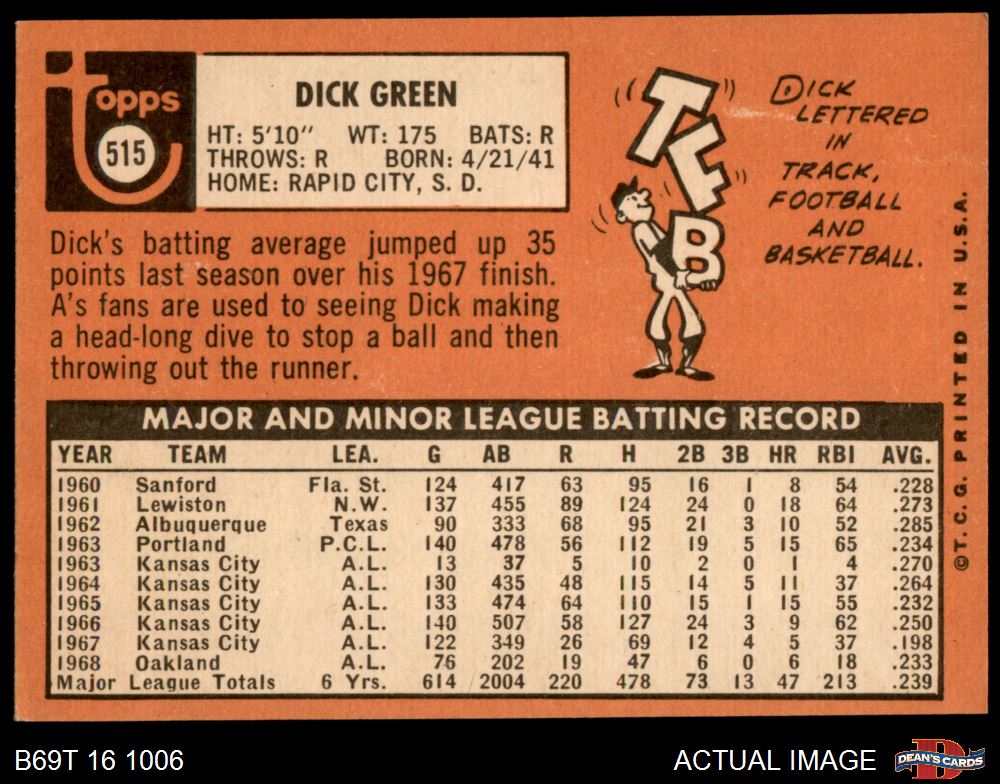 topps
515
DICK GREEN
HT: 5'10" WT: 175 BATS: R
THROWS: R BORN: 4/21/41
HOME: RAPID CITY, S. D.
Dick's batting average jumped up 35
points last season over his 1967 finish.
A's fans are used to seeing Dick making
a head-long dive to stop a ball and then
throwing out the runner.
T
F
B
DICK
LETTERED
IN
TRACK,
FOOTBALL
AND
BASKETBALL.
©T. C. G. PRINTED IN U.S.A.
MAJOR AND MINOR LEAGUE BATTING RECORD
YEAR TEAM LEA. G AB R H 2B 3B HR RBI AVG.
1960 Sanford Fla. St. 124 417 63 95 16 1 8 54 .228
1961 Lewiston N.W. 137 455 89 124 24 0 18 64 .273
1962 Albuquerque Texas 90 333 68 95 21 3 10 52 .285
1963 Portland P.C.L. 140 478 56 112 19 5 15 65 .234
1963 Kansas City A.L. 13 37 5 10 2 0 1 4 .270
1964 Kansas City A.L. 130 435 48 115 14 5 11 37 .264
1965 Kansas City A.L. 133 474 64 110 15 1 15 55 .232
1966 Kansas City A.L. 140 507 58 127 24 3 9 62 .250
1967 Kansas City A.L. 122 349 26 69 12 4 5 37 .198
1968 Oakland A.L. 76 202 19 47 6 0 6 18 .233
Major League Totals 6 Yrs. 614 2004 220 478 73 13 47 213 .239
B69T 16 1006
ACTUAL IMAGE
D
DEAN'S CARDS